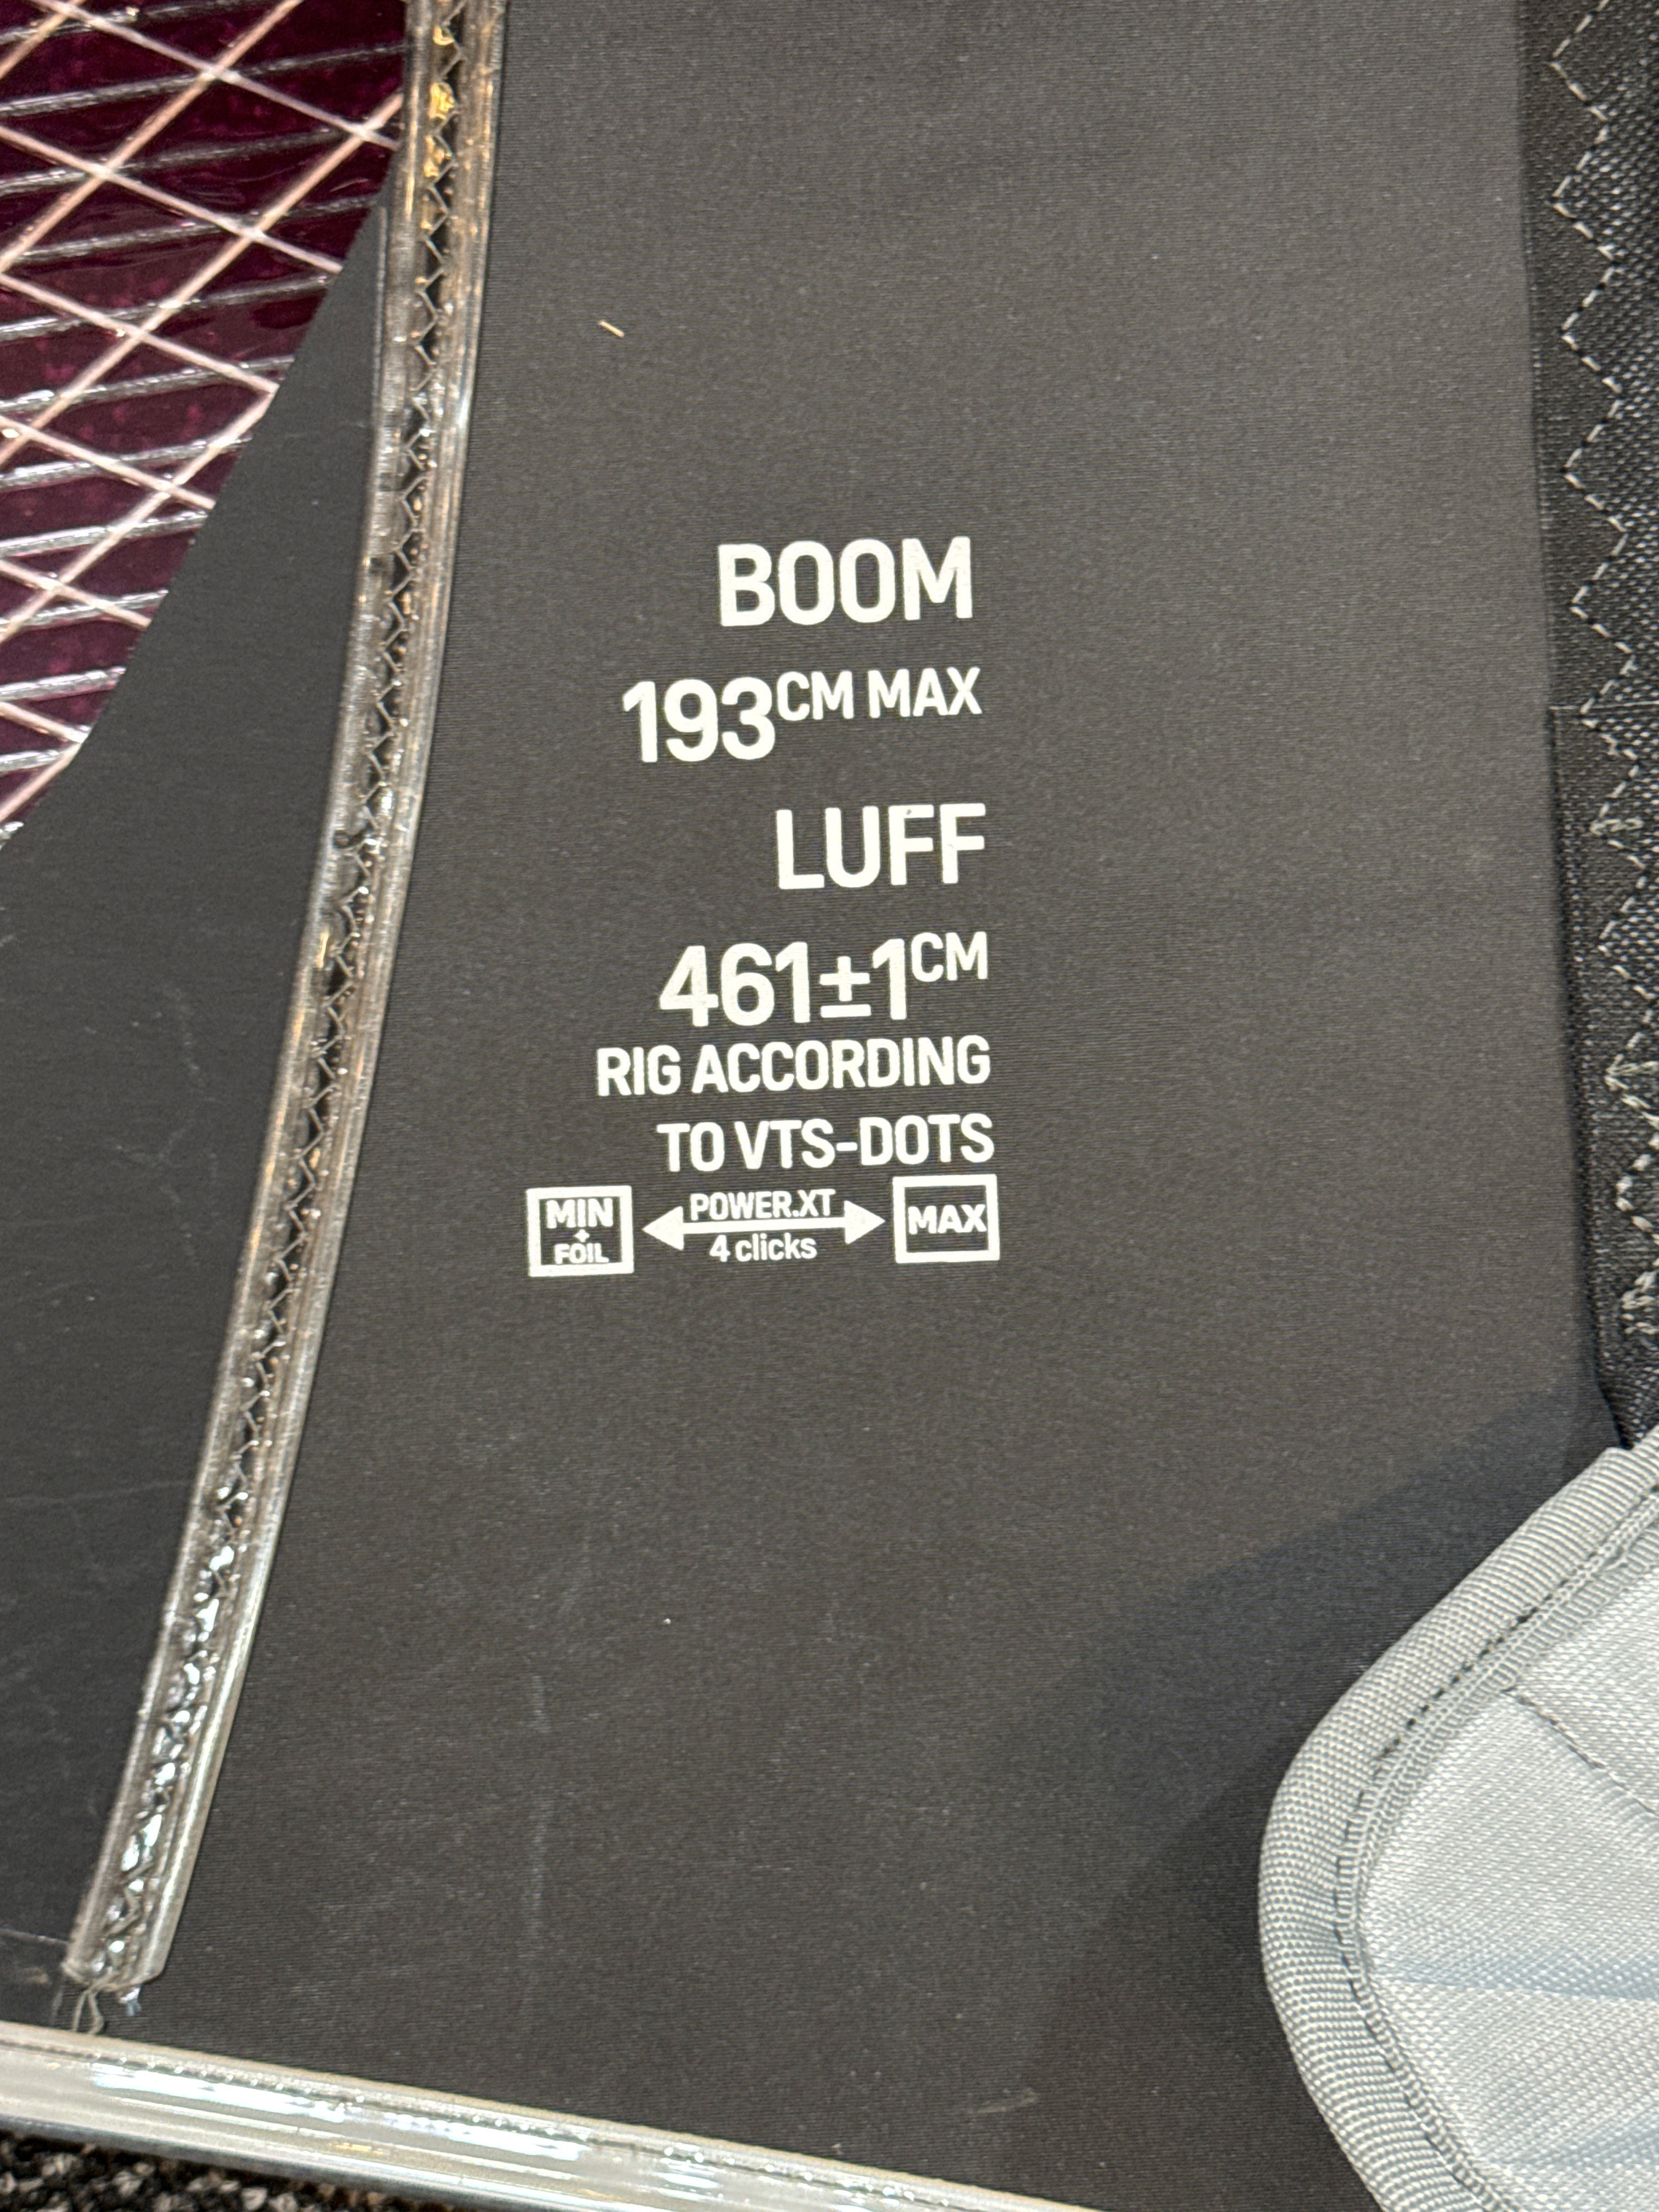 BOOM
193CM MAX
LUFF
461±1CM
RIG ACCORDING
TO VTS-DOTS
MIN + FOIL POWER.XT 4 clicks MAX